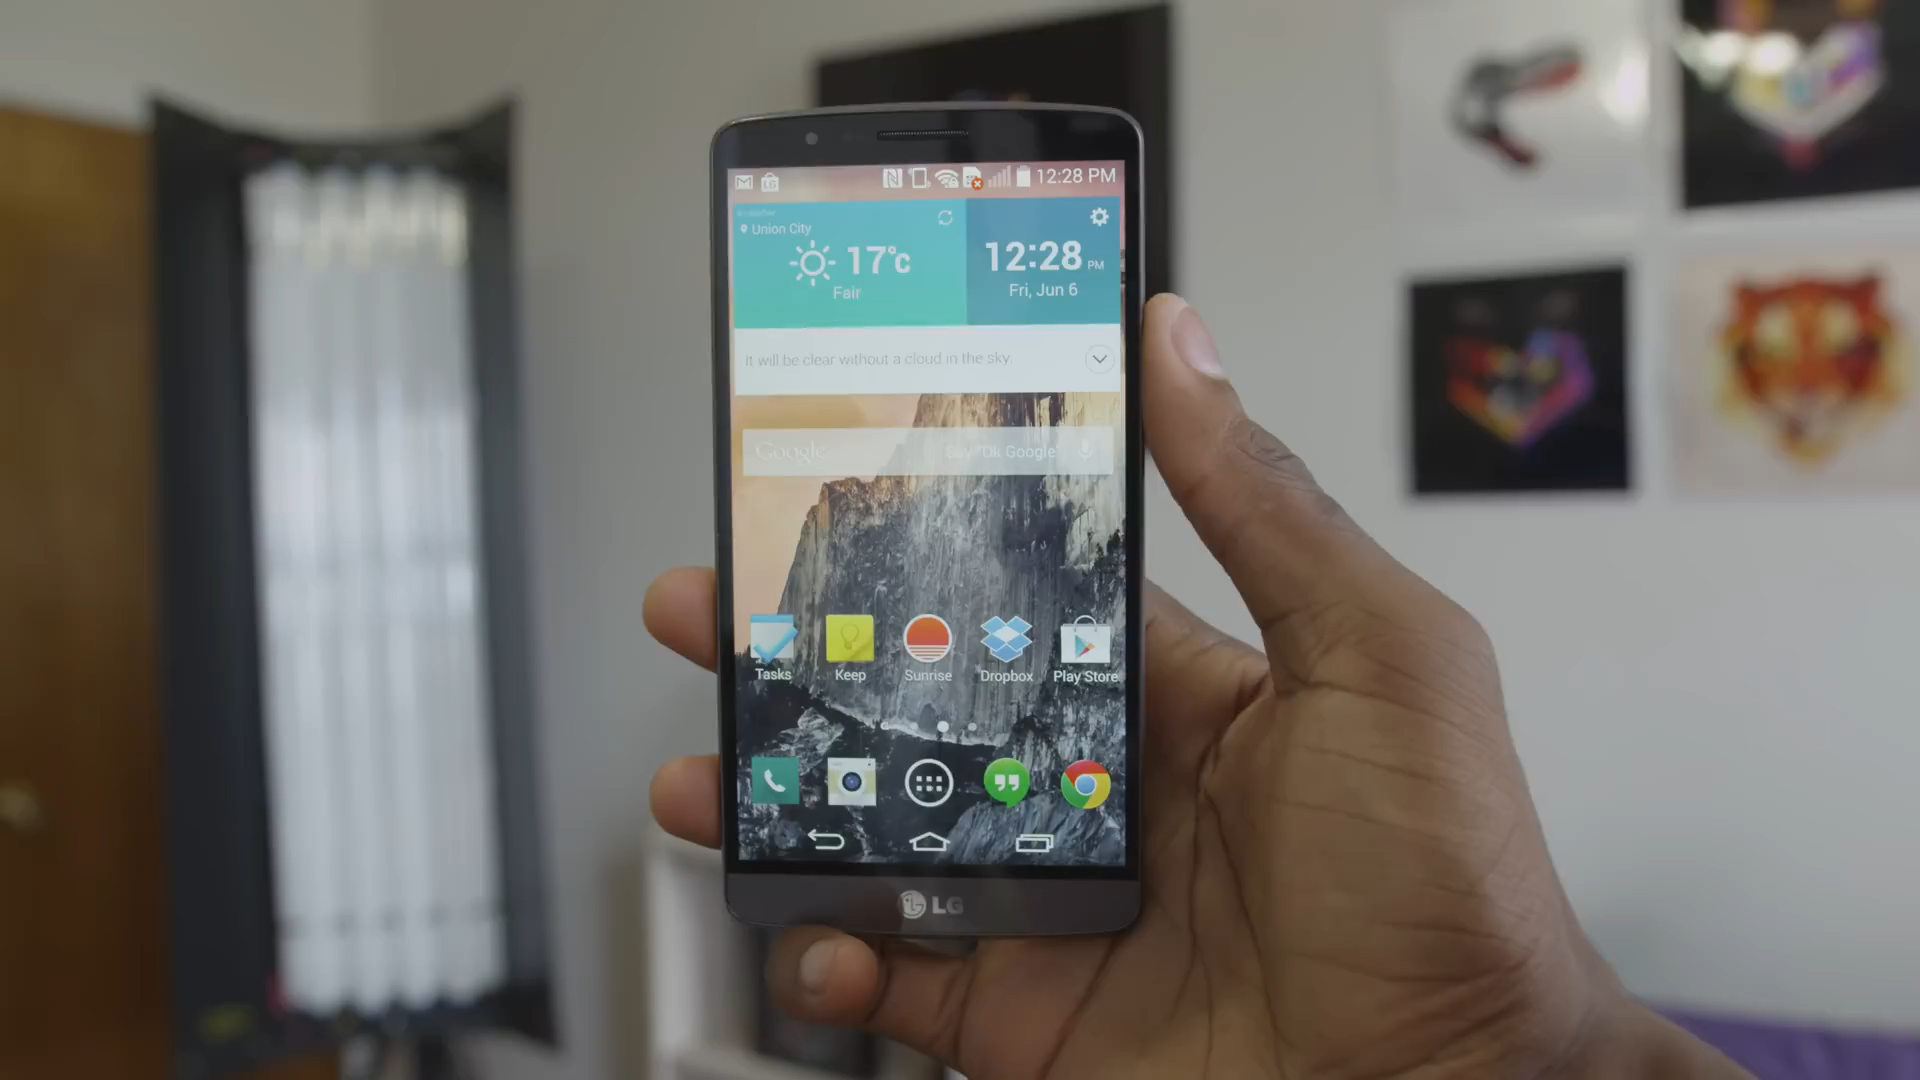 12:28 PM
Union City
17°C
Fair
12:28 PM
Fri, Jun 6
It will be clear without a cloud in the sky.
Google
Say "Ok Google"
Tasks
Keep
Sunrise
Dropbox
Play Store
LG